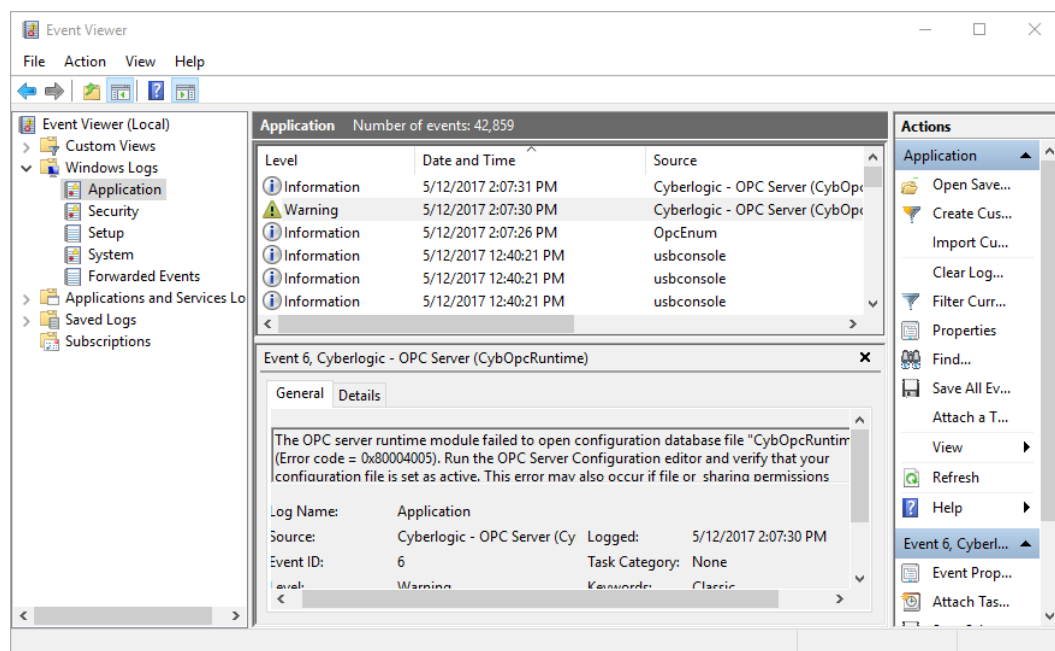 Event Viewer
File Action View Help
Event Viewer (Local)
Custom Views
Windows Logs
Application
Security
Setup
System
Forwarded Events
Applications and Services Lo
Saved Logs
Subscriptions
Application Number of events: 42,859
Level Date and Time Source
Information 5/12/2017 2:07:31 PM Cyberlogic - OPC Server (CybOpc
Warning 5/12/2017 2:07:30 PM Cyberlogic - OPC Server (CybOpc
Information 5/12/2017 2:07:26 PM OpcEnum
Information 5/12/2017 12:40:21 PM usbconsole
Information 5/12/2017 12:40:21 PM usbconsole
Information 5/12/2017 12:40:21 PM usbconsole
Event 6, Cyberlogic - OPC Server (CybOpcRuntime)
General Details
The OPC server runtime module failed to open configuration database file "CybOpcRuntim
(Error code = 0x80004005). Run the OPC Server Configuration editor and verify that your
configuration file is set as active. This error may also occur if file or sharing permissions
Log Name: Application
Source: Cyberlogic - OPC Server (Cy Logged: 5/12/2017 2:07:30 PM
Event ID: 6 Task Category: None
Level: Warning Keywords: Classic
Actions
Application
Open Save...
Create Cus...
Import Cu...
Clear Log...
Filter Curr...
Properties
Find...
Save All Ev...
Attach a T...
View
Refresh
Help
Event 6, Cyberl...
Event Prop...
Attach Tas...